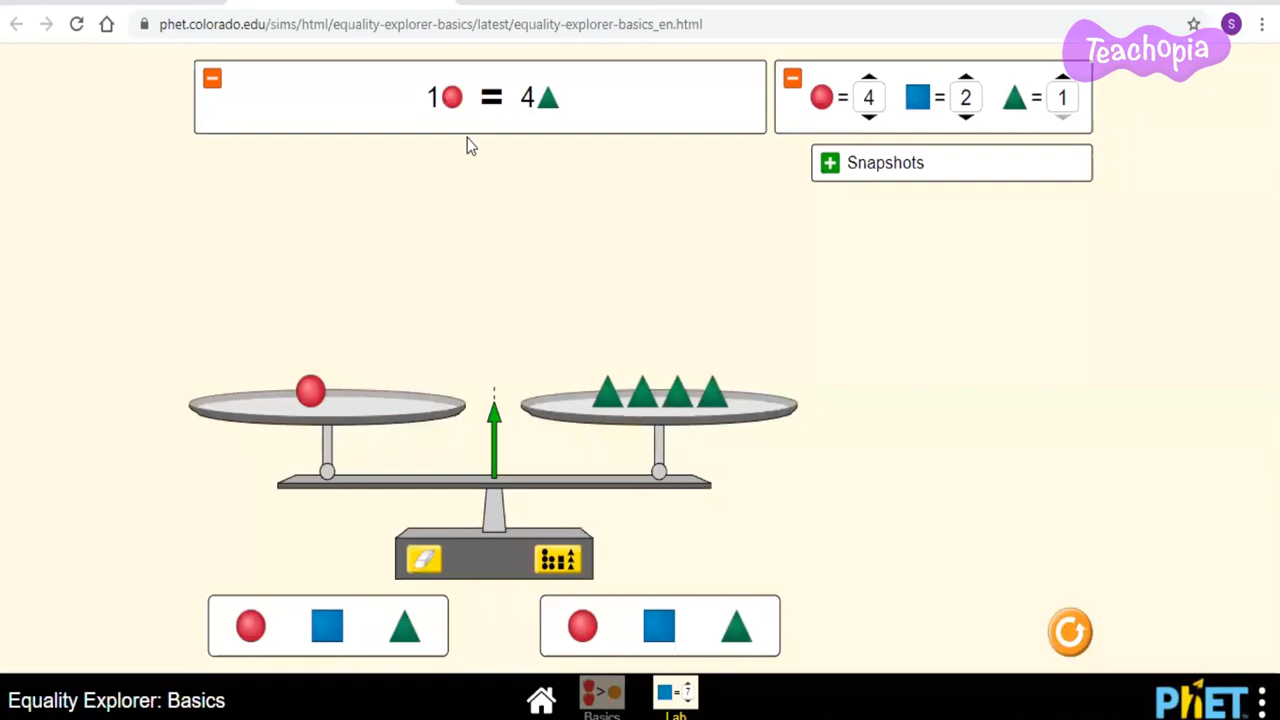 phet.colorado.edu/sims/html/equality-explorer-basics/latest/equality-explorer-basics_en.html
S
Teachopia
1 = 4
= 4 = 2 = 1
Snapshots
Equality Explorer: Basics
> 
Basics
= 7
Lab
PhET